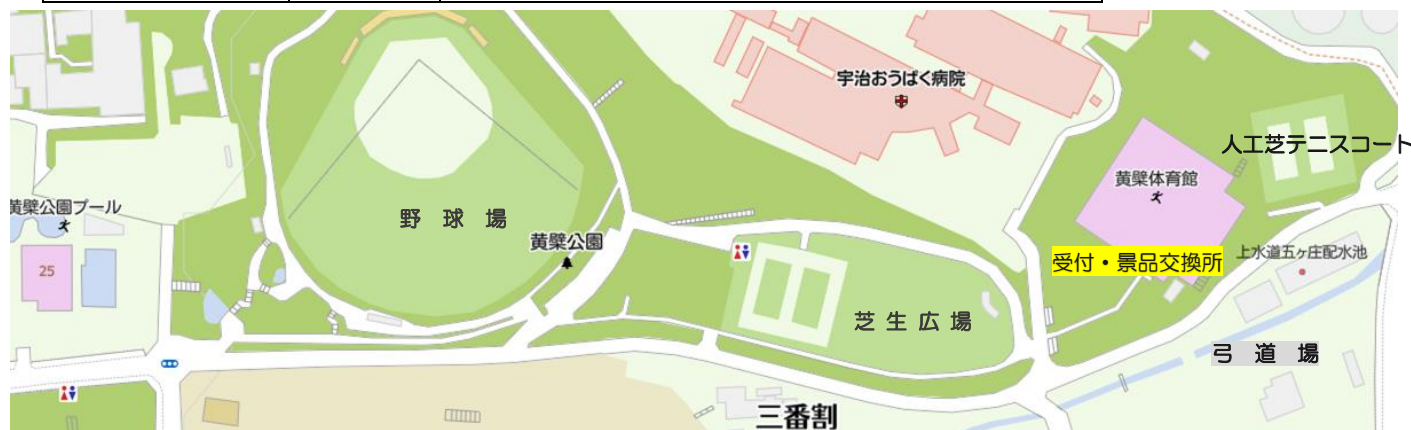 宇治おうばく病院
人工芝テニスコート
黄檗体育館
黄檗公園プール
野 球 場
黄檗公園
受付・景品交換所
上水道五ヶ庄配水池
25
芝 生 広 場
弓 道 場
三番割